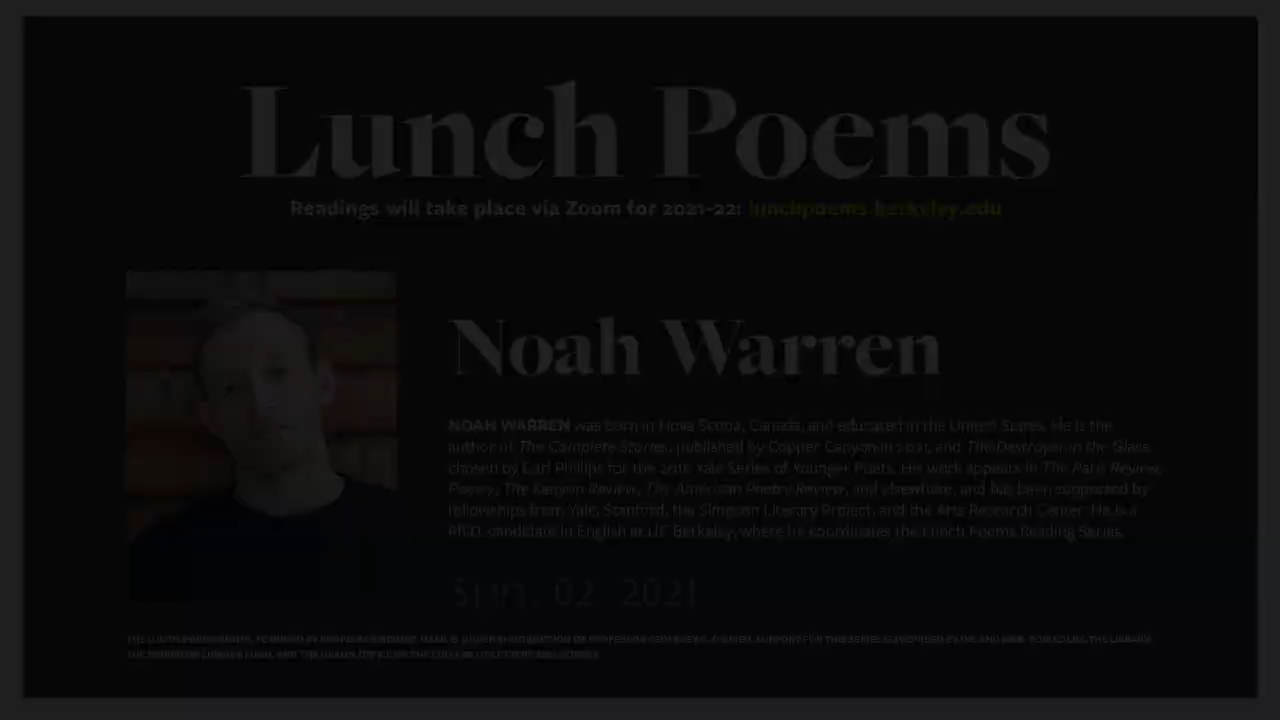 Lunch Poems
Readings will take place via Zoom for 2021-22: lunchpoems.berkeley.edu
Noah Warren
NOAH WARREN was born in Nova Scotia, Canada, and educated in the United States. He is the
author of The Complete Stories, published by Copper Canyon in 2021, and The Destroyer in the Glass,
chosen by Carl Phillips for the 2016 Yale Series of Younger Poets. His work appears in The Paris Review,
Poetry, The Kenyon Review, The American Poetry Review, and elsewhere, and has been supported by
fellowships from Yale, Stanford, the Simpson Literary Project, and the Arts Research Center. He is a
PhD. candidate in English at UC Berkeley, where he coordinates the Lunch Poems Reading Series.
Sept. 02 2021